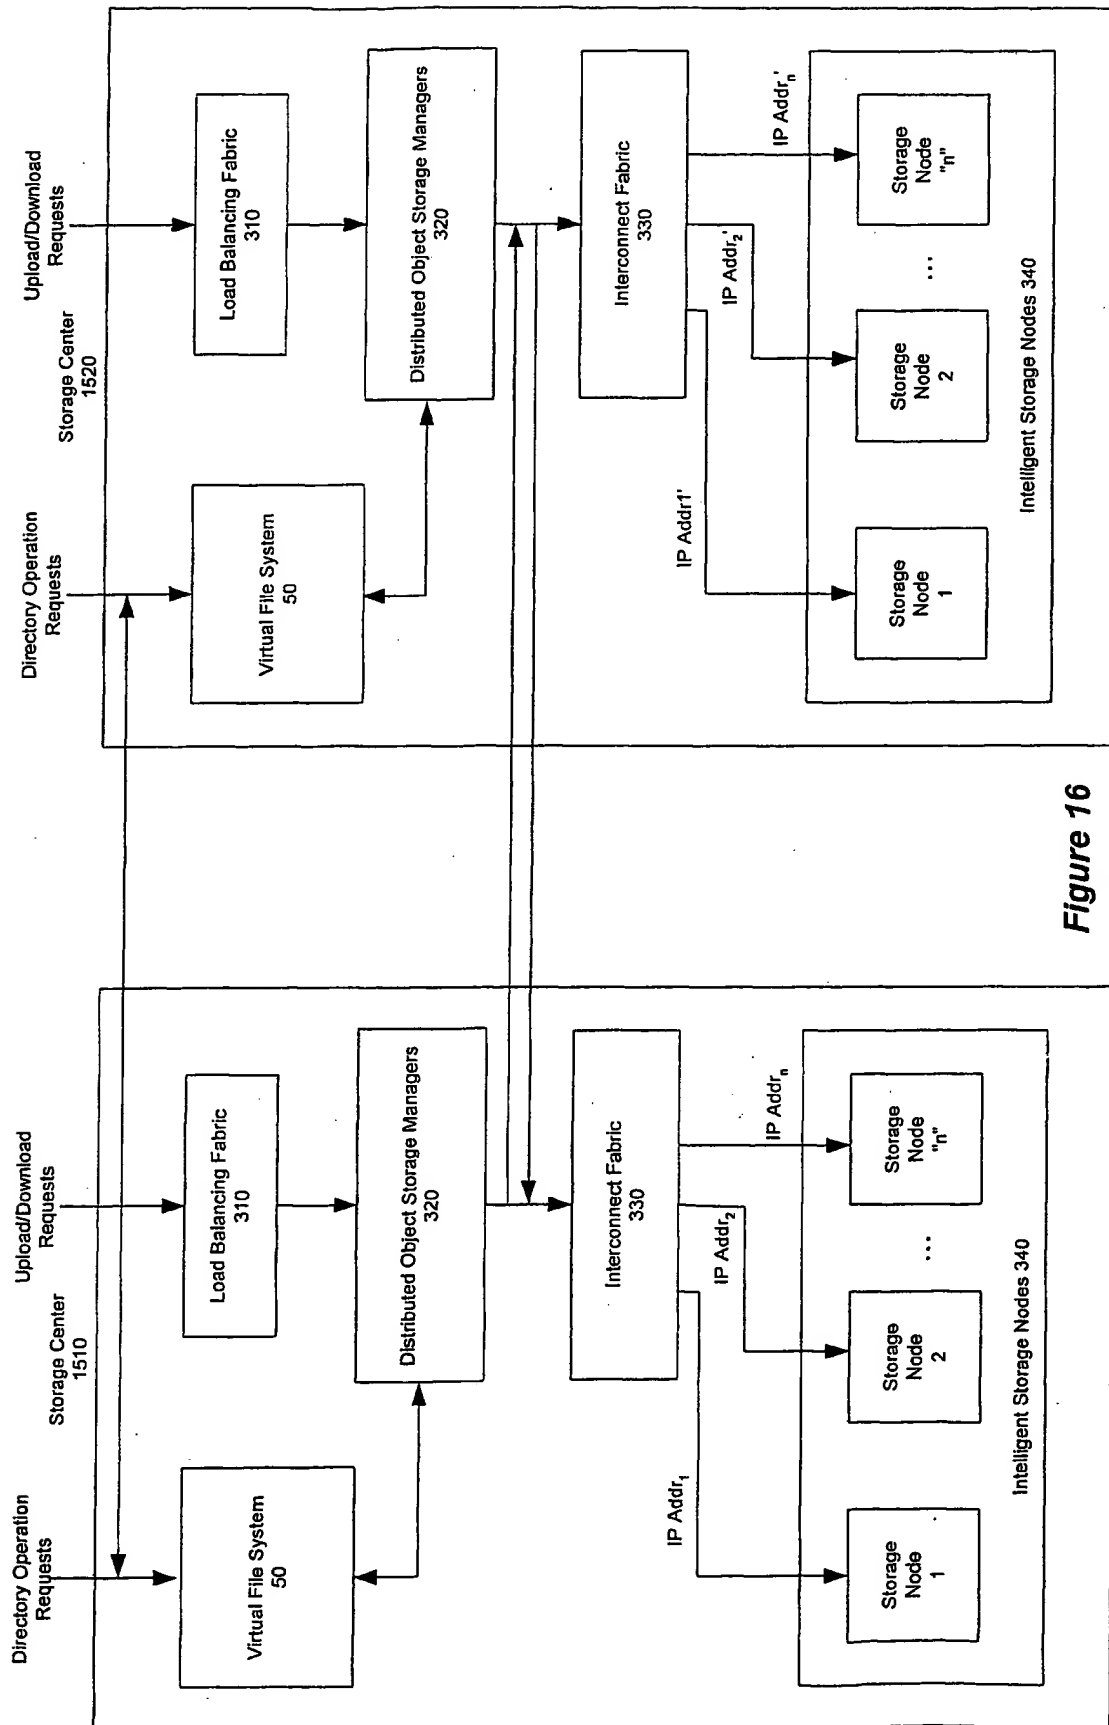 Directory Operation
Requests
Storage Center
1510
Upload/Download
Requests
Virtual File System
50
Load Balancing Fabric
310
Distributed Object Storage Managers
320
Interconnect Fabric
330
IP Addr1
IP Addr2
IP Addrn
Storage
Node
1
Storage
Node
2
...
Storage
Node
"n"
Intelligent Storage Nodes 340
Directory Operation
Requests
Storage Center
1520
Upload/Download
Requests
Virtual File System
50
Load Balancing Fabric
310
Distributed Object Storage Managers
320
Interconnect Fabric
330
IP Addr1'
IP Addr2'
IP Addrn'
Storage
Node
1
Storage
Node
2
...
Storage
Node
"n"
Intelligent Storage Nodes 340
Figure 16